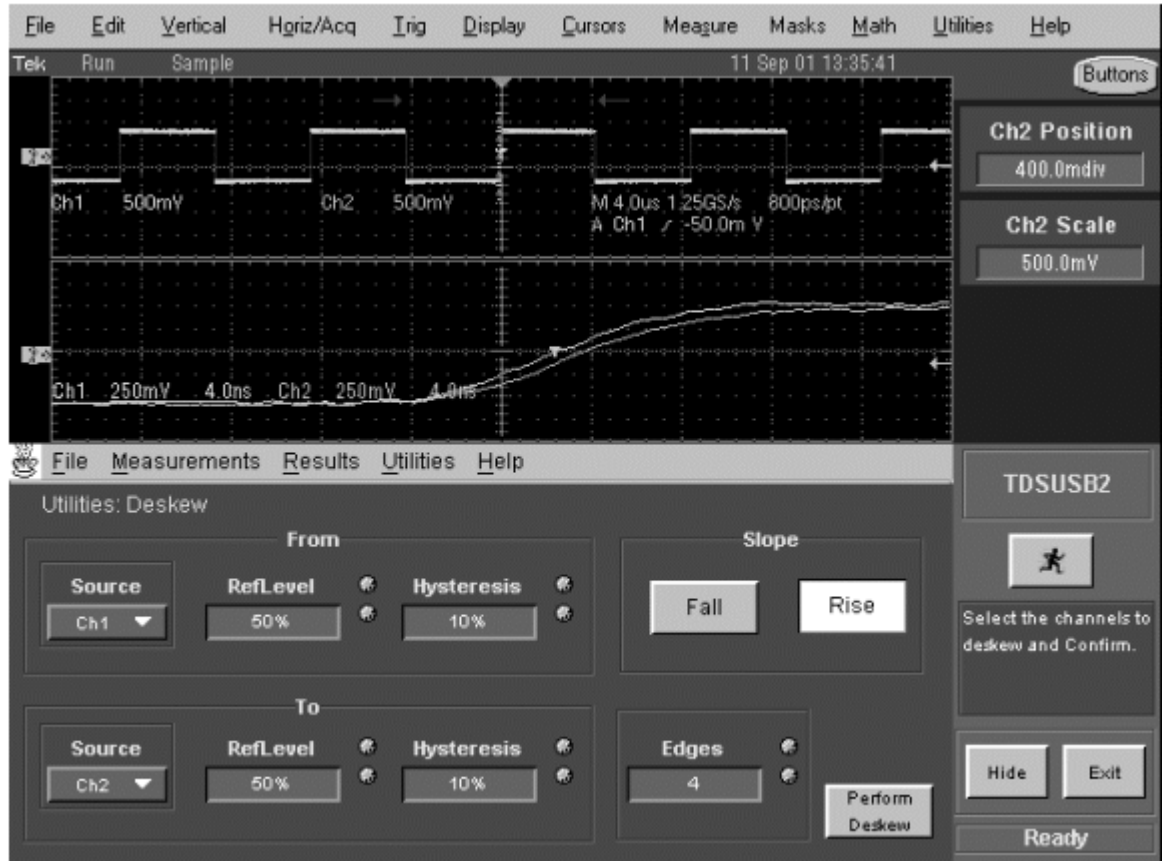 File Edit Vertical Horiz/Acq Trig Display Cursors Measure Masks Math Utilities Help
Tek Run Sample 11 Sep 01 13:35:41
Buttons
Ch2 Position
400.0mdiv
Ch1 500mV Ch2 500mV M 4.0us 1.25GS/s 800ps/pt
A Ch1 / -50.0m V
Ch2 Scale
500.0mV
Ch1 250mV 4.0ns Ch2 250mV 4.0ns
File Measurements Results Utilities Help
TDSUSB2
Utilities: Deskew
From
Slope
Source RefLevel Hysteresis
Ch1 50% 10%
Fall Rise
Select the channels to
deskew and Confirm.
To
Source RefLevel Hysteresis Edges
Ch2 50% 10% 4
Perform
Deskew
Hide Exit
Ready